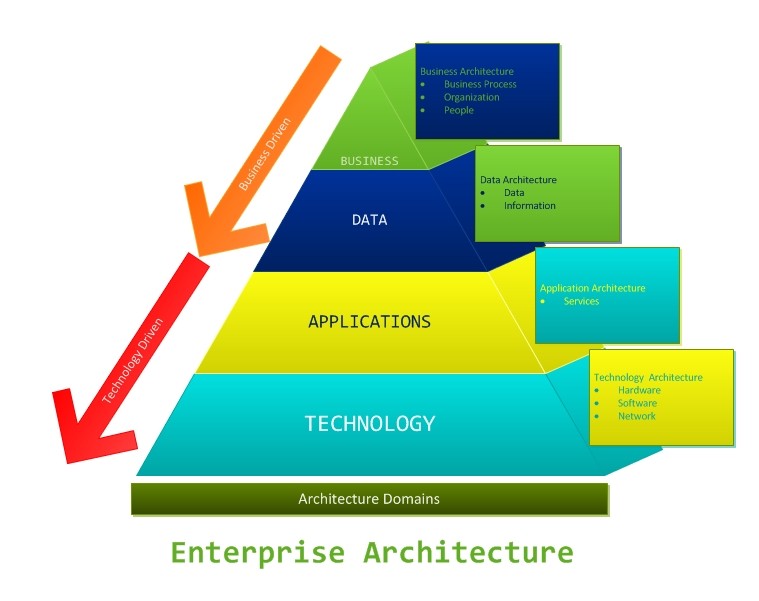 Business Architecture
• Business Process
• Organization
• People
Business Driven
BUSINESS
Data Architecture
• Data
• Information
DATA
Application Architecture
• Services
Technology Driven
APPLICATIONS
Technology Architecture
• Hardware
• Software
• Network
TECHNOLOGY
Architecture Domains
Enterprise Architecture